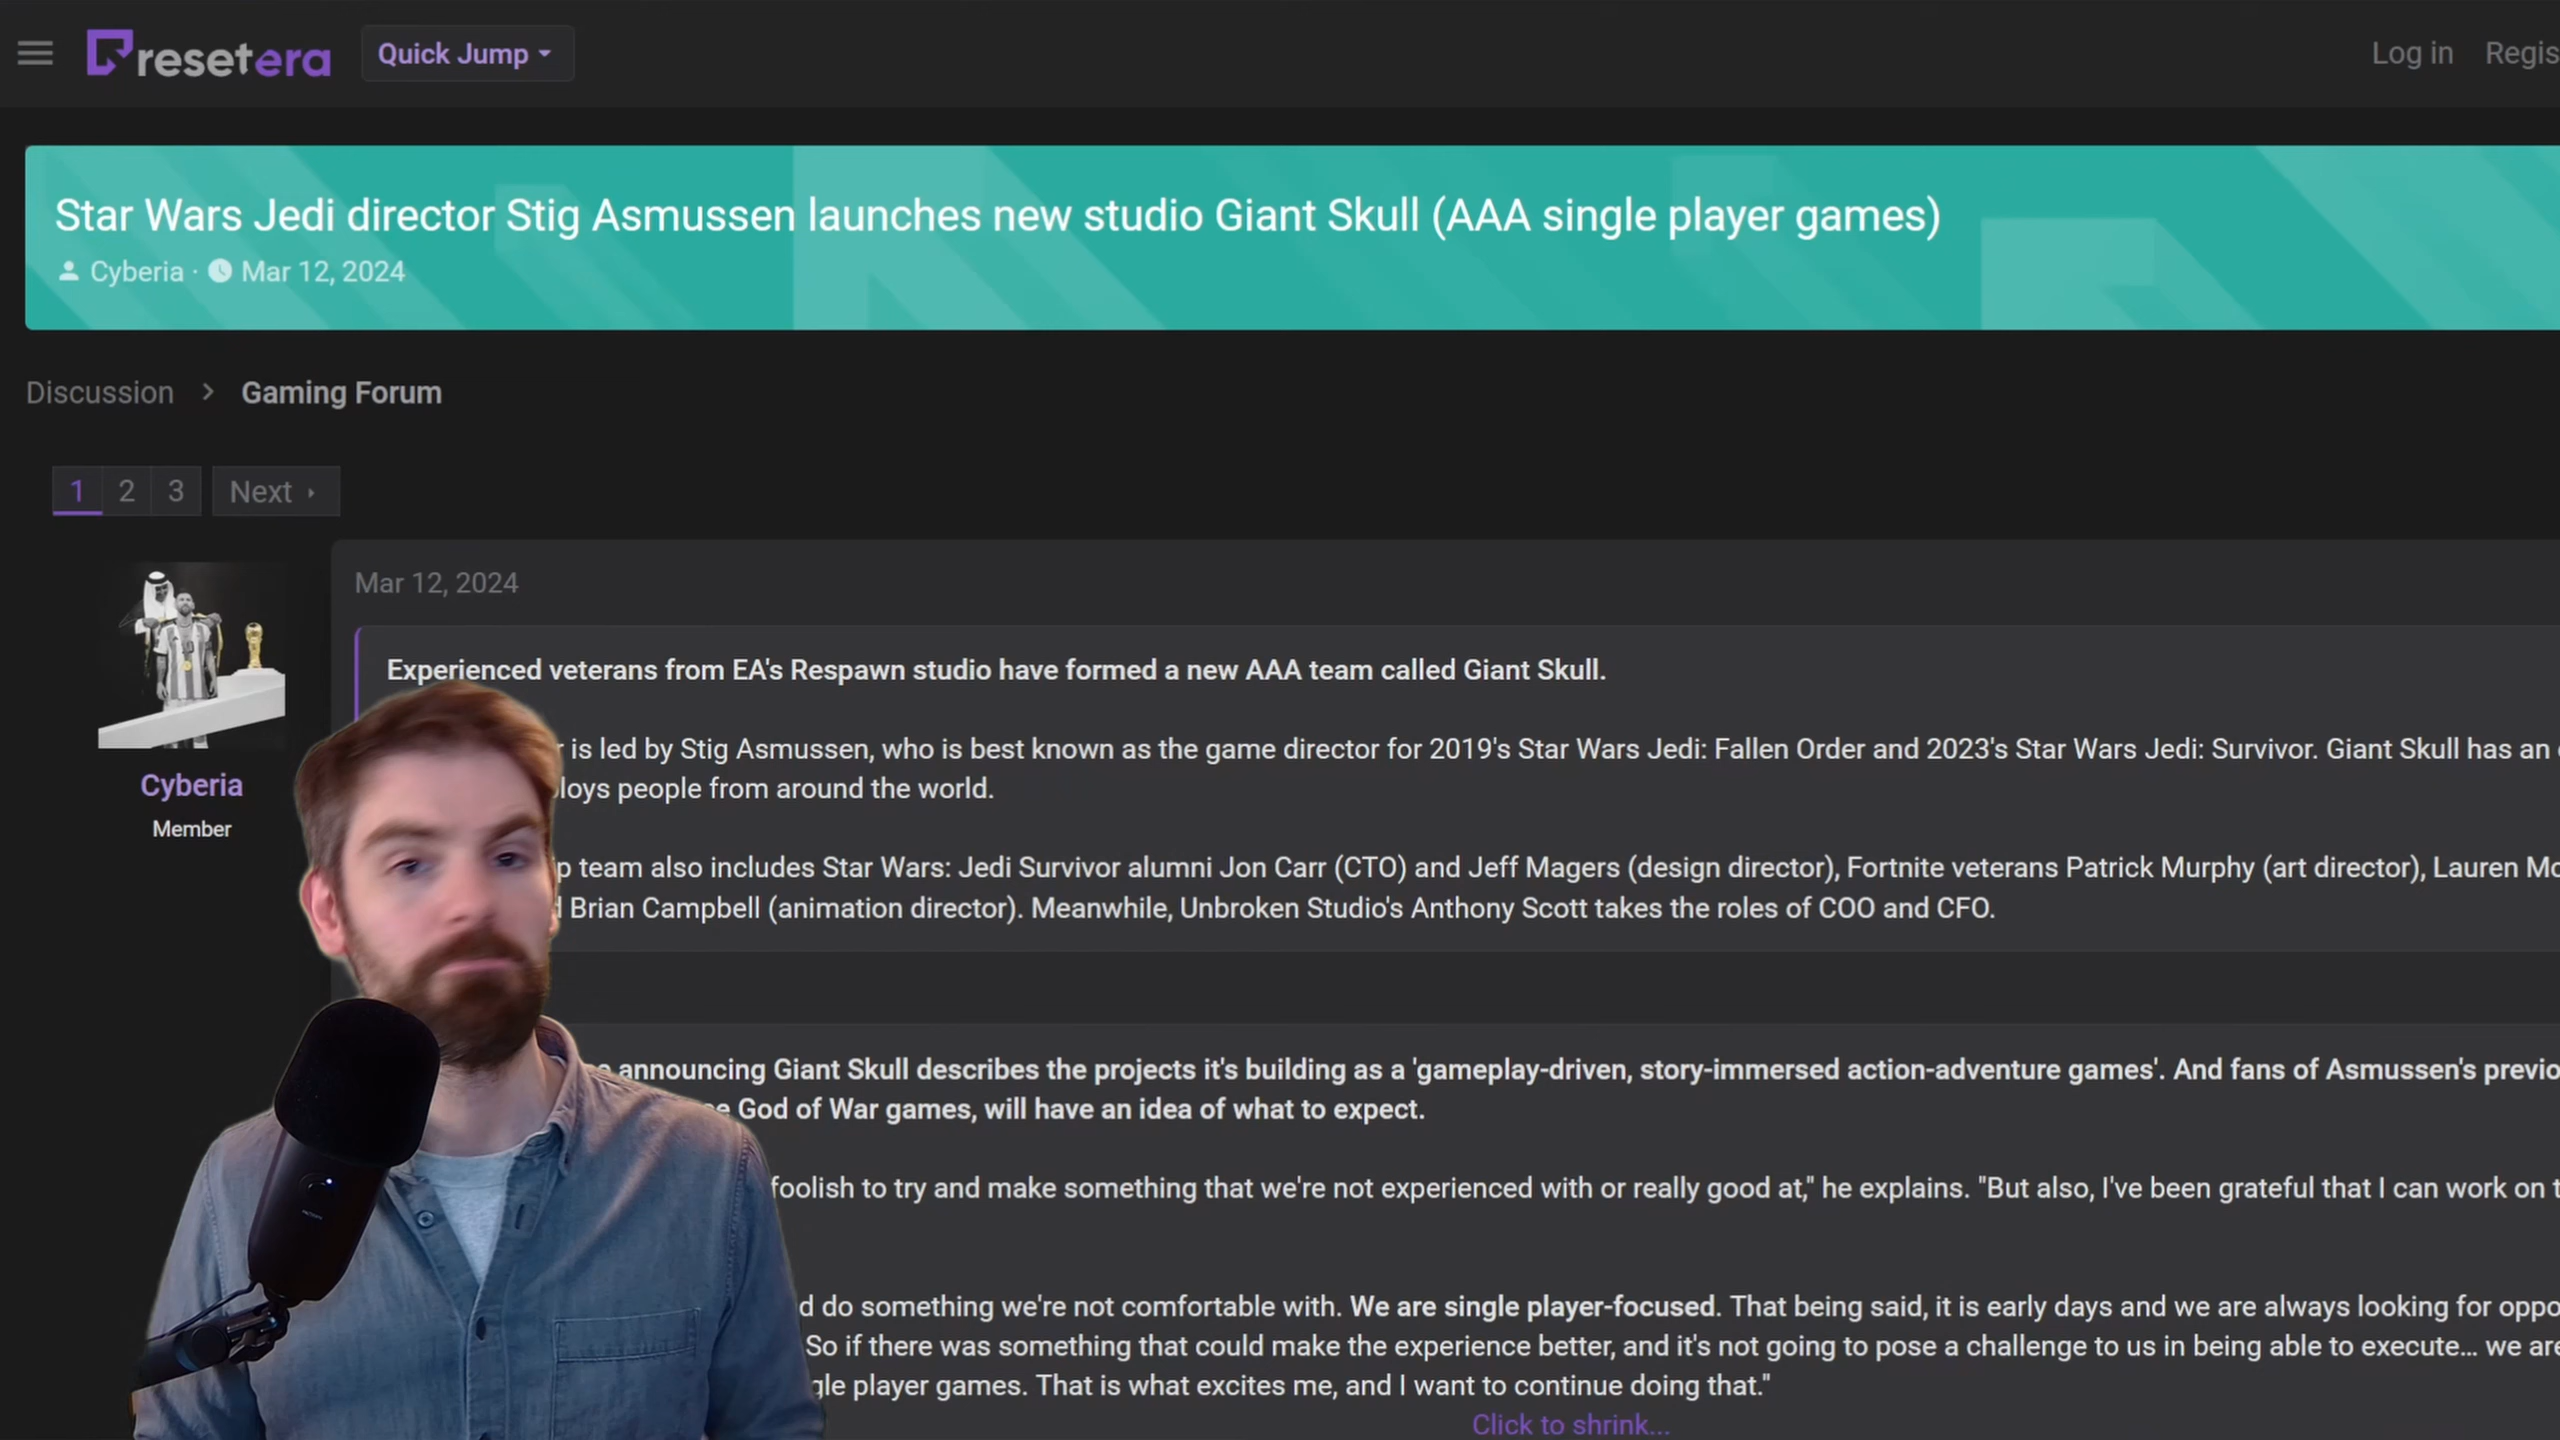 resetera
Quick Jump
Log in
Star Wars Jedi director Stig Asmussen launches new studio Giant Skull (AAA single player games)
Cyberia · Mar 12, 2024
Discussion > Gaming Forum
1 2 3 Next
Mar 12, 2024
Experienced veterans from EA's Respawn studio have formed a new AAA team called Giant Skull.
is led by Stig Asmussen, who is best known as the game director for 2019's Star Wars Jedi: Fallen Order and 2023's Star Wars Jedi: Survivor. Giant Skull has an
Cyberia
people from around the world.
Member
team also includes Star Wars: Jedi Survivor alumni Jon Carr (CTO) and Jeff Magers (design director), Fortnite veterans Patrick Murphy (art director), Lauren
Brian Campbell (animation director). Meanwhile, Unbroken Studio's Anthony Scott takes the roles of COO and CFO.
announcing Giant Skull describes the projects it's building as a 'gameplay-driven, story-immersed action-adventure games'. And fans of Asmussen's
God of War games, will have an idea of what to expect.
foolish to try and make something that we're not experienced with or really good at," he explains. "But also, I've been grateful that I can work on
do something we're not comfortable with. We are single player-focused. That being said, it is early days and we are always looking for
So if there was something that could make the experience better, and it's not going to pose a challenge to us in being able to execute... we
player games. That is what excites me, and I want to continue doing that."
Click to shrink...